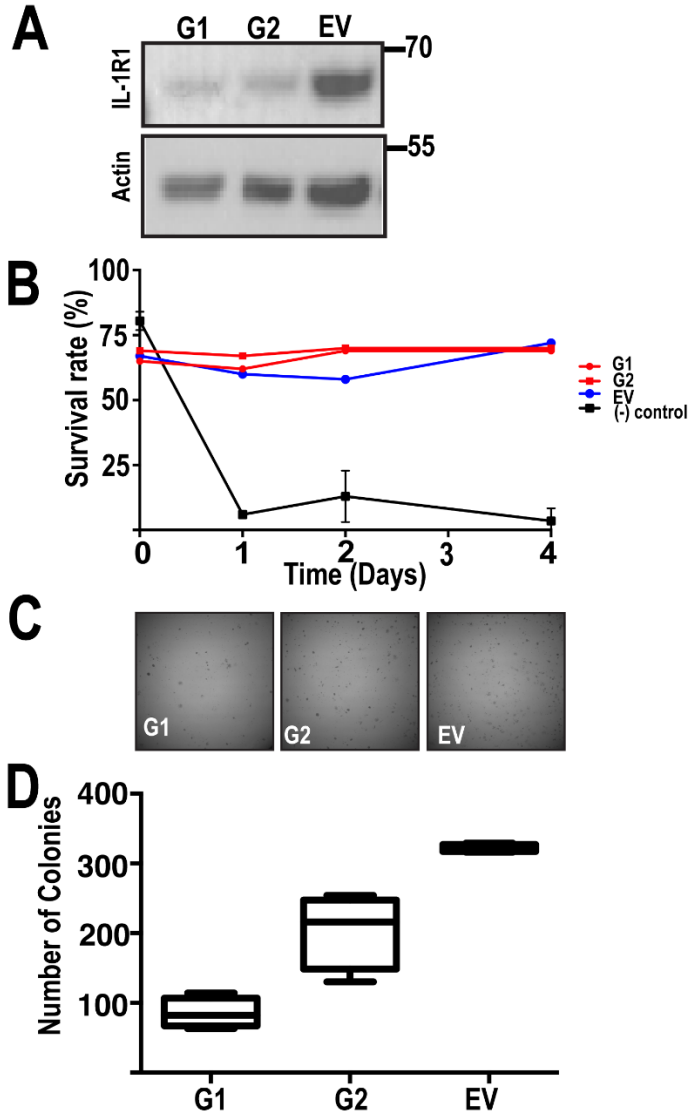 A
G1 G2 EV
70
IL-1R1
55
Actin
B
Survival rate (%)
100
75
50
25
0 1 2 3 4
Time (Days)
G1
G2
EV
(-) control
C
G1 G2 EV
D
Number of Colonies
400
300
200
100
G1 G2 EV